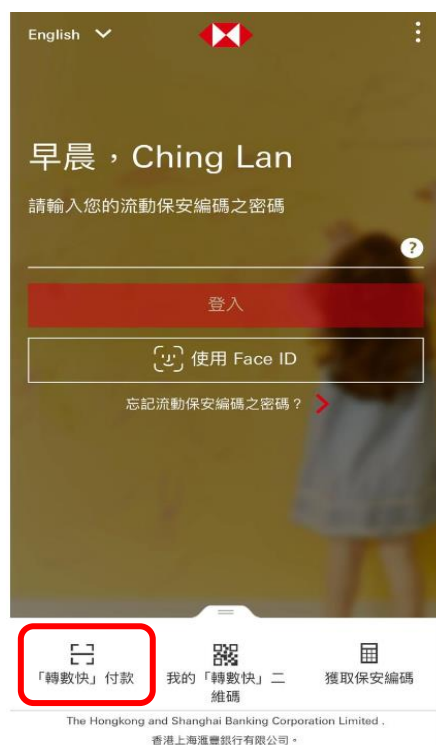 English
早晨，Ching Lan
請輸入您的流動保安編碼之密碼
?
登入
使用 Face ID
忘記流動保安編碼之密碼？
「轉數快」付款
我的「轉數快」二
維碼
獲取保安編碼
The Hongkong and Shanghai Banking Corporation Limited .
香港上海滙豐銀行有限公司。